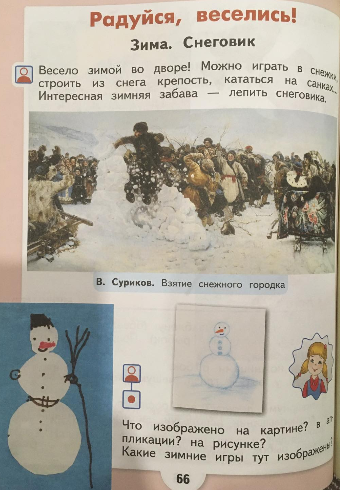 Радуйся, веселись!
Зима. Снеговик
Весело зимой во дворе! Можно играть в снежки,
строить из снега крепость, кататься на санках...
Интересная зимняя забава — лепить снеговика.
В. Суриков. Взятие снежного городка
Что изображено на картине? в ап-
пликации? на рисунке?
Какие зимние игры тут изображены?
66